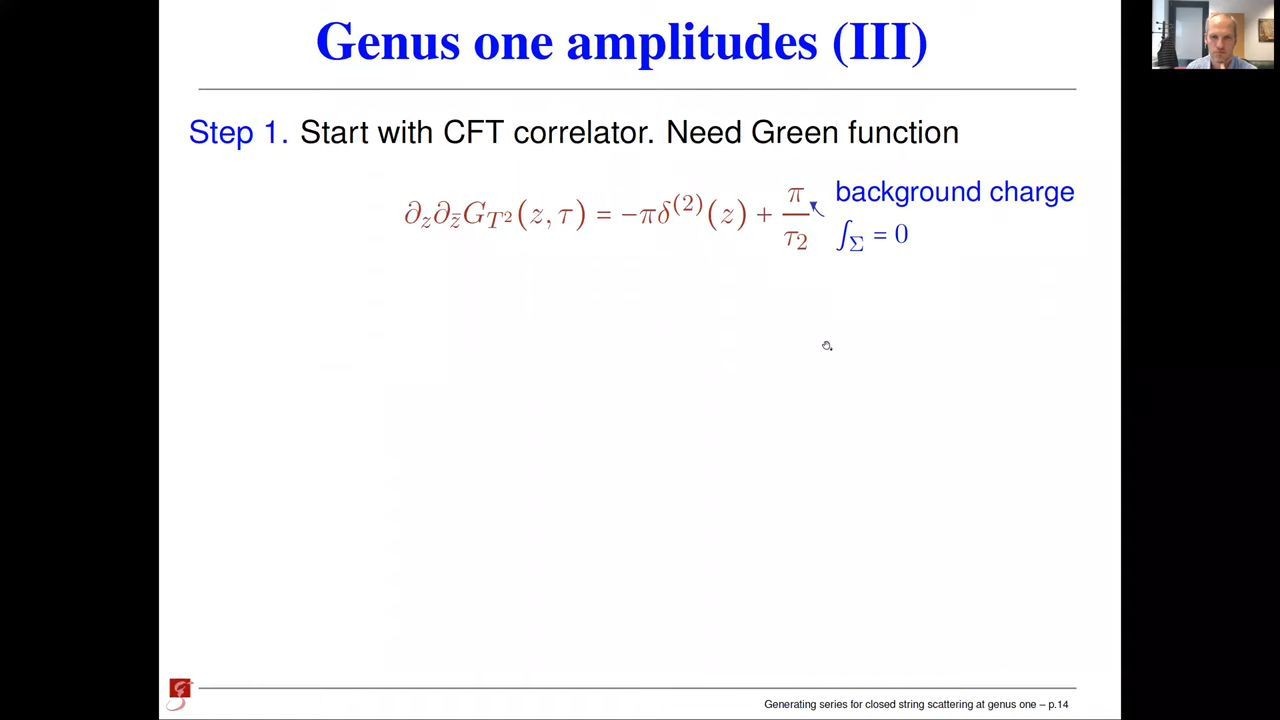 Genus one amplitudes (III)
Step 1. Start with CFT correlator. Need Green function
∂_z∂_{z̄}G_{T²}(z, τ) = −πδ^{(2)}(z) + π/τ₂
background charge
∫_Σ = 0
Generating series for closed string scattering at genus one – p.14